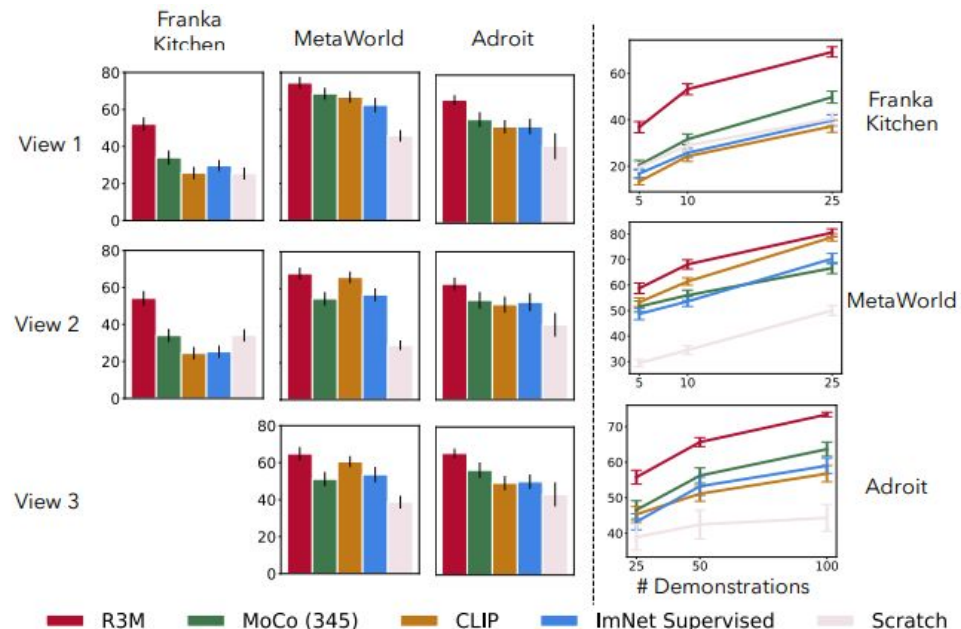 Franka
Kitchen
MetaWorld
Adroit
View 1
80
60
40
20
0
View 2
80
60
40
20
0
View 3
80
60
40
20
0
60
40
20
5
10
25
Franka
Kitchen
80
70
60
50
40
30
5
10
25
MetaWorld
70
60
50
40
25
50
100
Adroit
# Demonstrations
R3M
MoCo (345)
CLIP
ImNet Supervised
Scratch